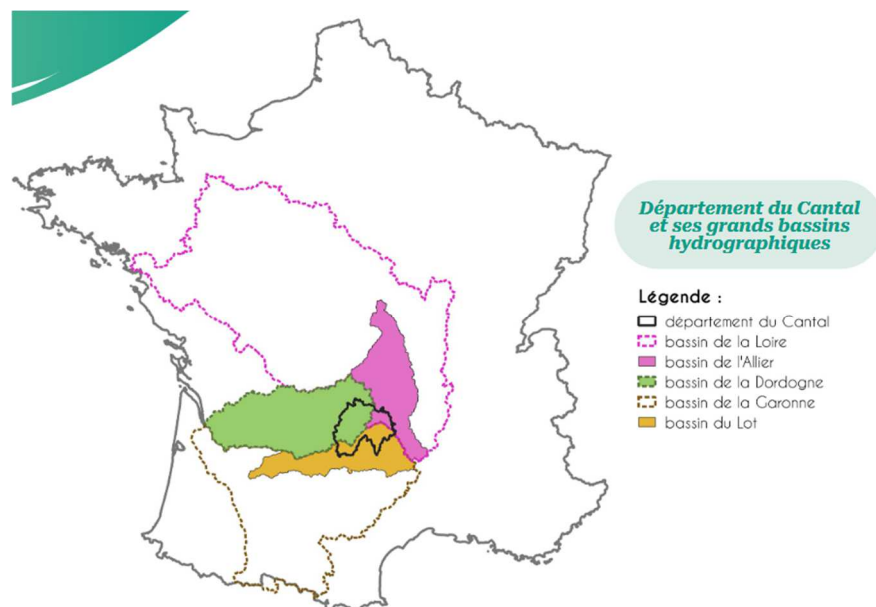 Département du Cantal
et ses grands bassins
hydrographiques
Légende :
département du Cantal
bassin de la Loire
bassin de l'Allier
bassin de la Dordogne
bassin de la Garonne
bassin du Lot